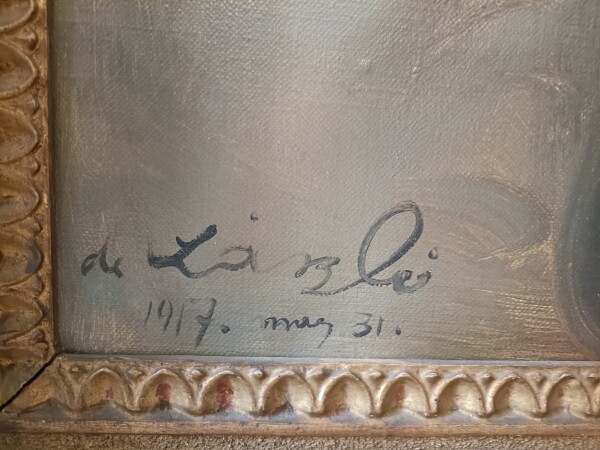 de László
1917. may 31.